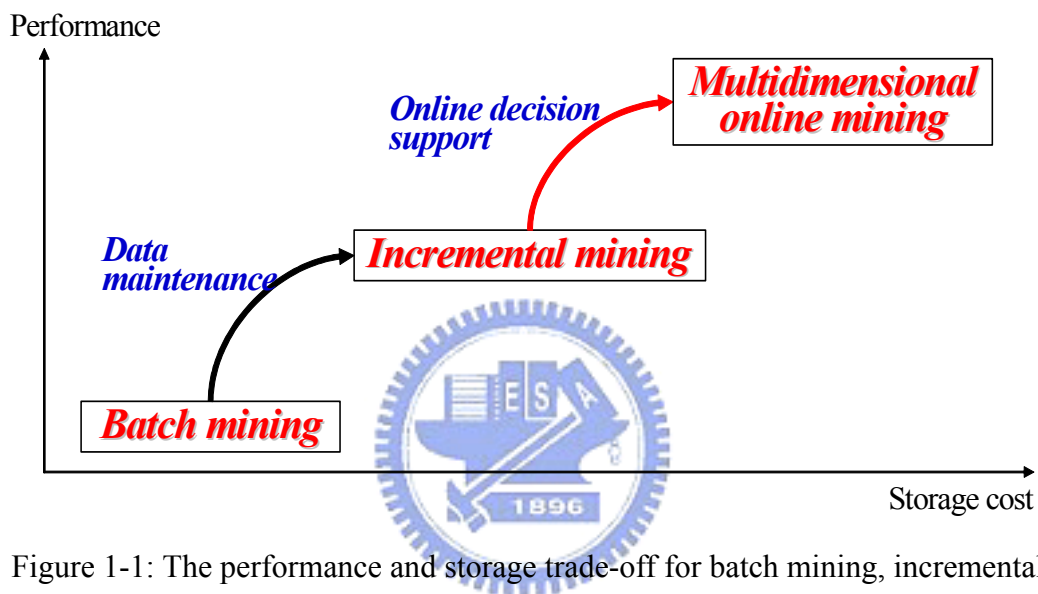 Performance
Multidimensional
online mining
Online decision
support
Incremental mining
Data
maintenance
E S A
Batch mining
1896
Storage cost
Figure 1-1: The performance and storage trade-off for batch mining, incremental